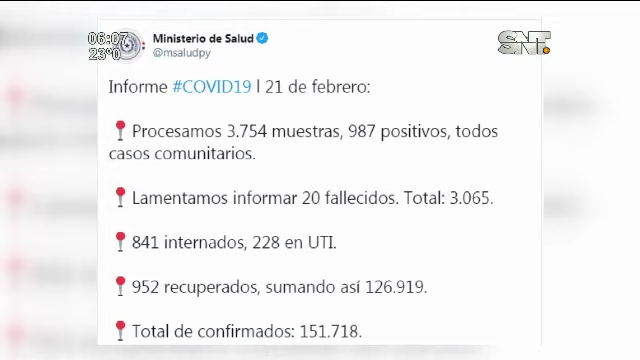 06:07
23°0
Ministerio de Salud
@msaludpy
SNT
Informe #COVID19 | 21 de febrero:
Procesamos 3.754 muestras, 987 positivos, todos
casos comunitarios.
Lamentamos informar 20 fallecidos. Total: 3.065.
841 internados, 228 en UTI.
952 recuperados, sumando así 126.919.
Total de confirmados: 151.718.